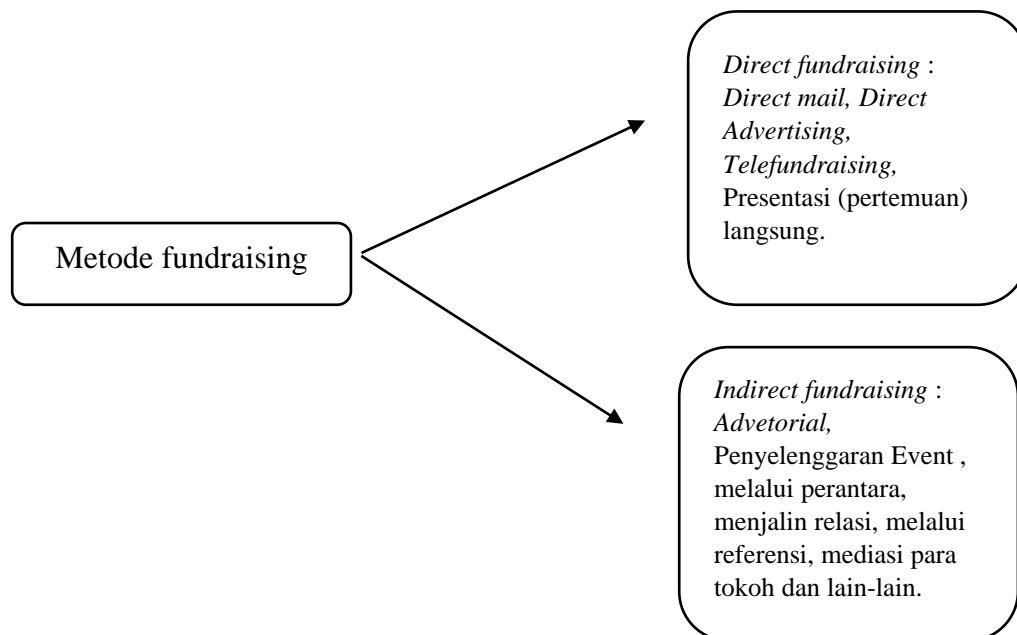 Metode fundraising
Direct fundraising :
Direct mail, Direct
Advertising,
Telefundraising,
Presentasi (pertemuan)
langsung.
Indirect fundraising :
Advetorial,
Penyelenggaran Event ,
melalui perantara,
menjalin relasi, melalui
referensi, mediasi para
tokoh dan lain-lain.